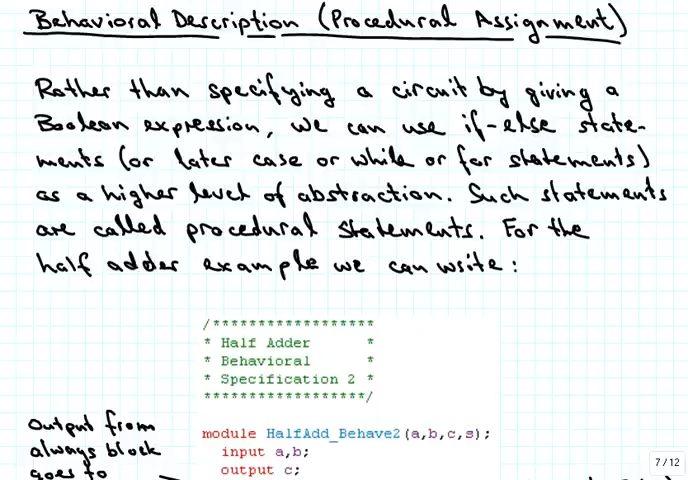 Behavioral Description (Procedural Assignment)
Rather than specifying a circuit by giving a
Boolean expression, we can use if-else state-
ments (or later case or while or for statements)
as a higher level of abstraction. Such statements
are called procedural statements. For the
half adder example we can write:
/******************
* Half Adder *
* Behavioral *
* Specification 2 *
******************/
Output from
always block
goes to
module HalfAdd_Behave2(a,b,c,s);
input a,b;
output c;
7/12